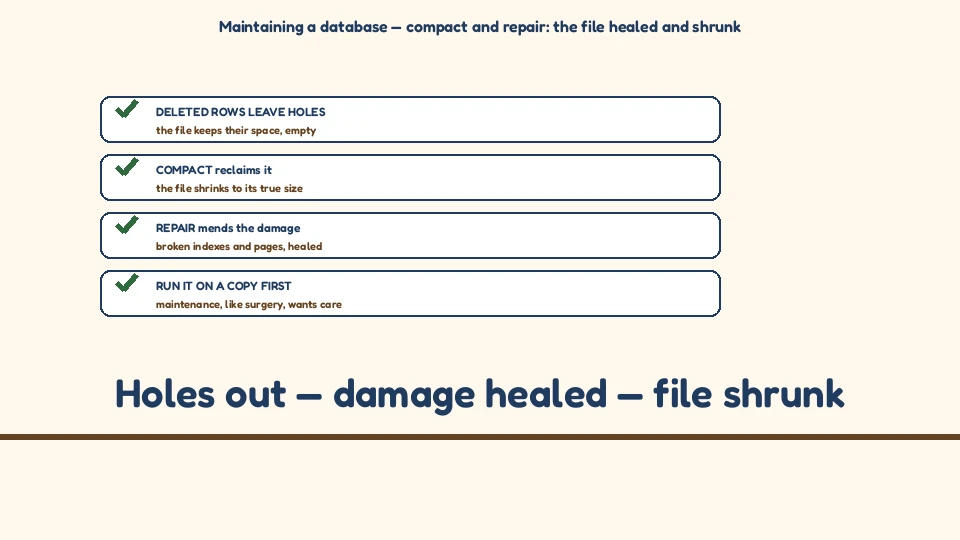 Maintaining a database — compact and repair: the file healed and shrunk
DELETED ROWS LEAVE HOLES
the file keeps their space, empty
COMPACT reclaims it
the file shrinks to its true size
REPAIR mends the damage
broken indexes and pages, healed
RUN IT ON A COPY FIRST
maintenance, like surgery, wants care
Holes out — damage healed — file shrunk